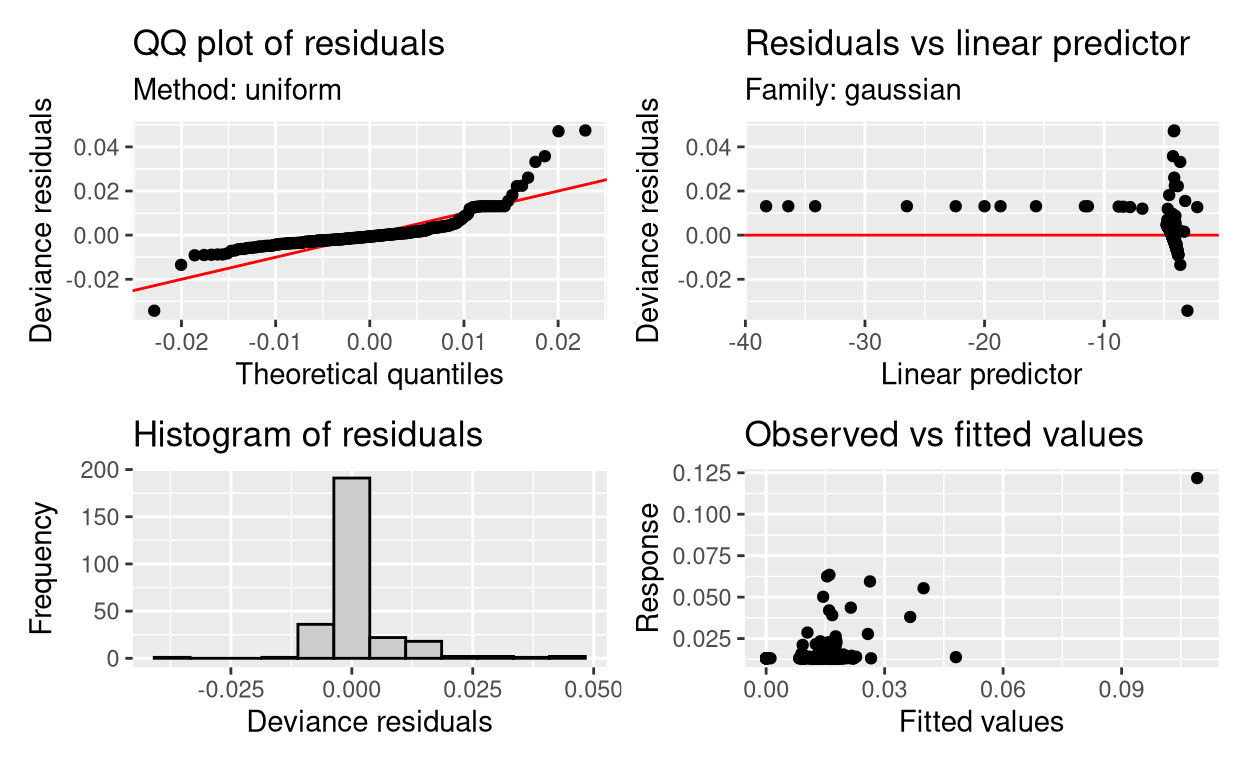 QQ plot of residuals
Method: uniform
Deviance residuals
0.04
0.02
0.00
-0.02
-0.02
-0.01
0.00
0.01
0.02
Theoretical quantiles
Residuals vs linear predictor
Family: gaussian
Deviance residuals
0.04
0.02
0.00
-0.02
-40
-30
-20
-10
Linear predictor
Histogram of residuals
Frequency
200
150
100
50
0
-0.025
0.000
0.025
0.050
Deviance residuals
Observed vs fitted values
Response
0.125
0.100
0.075
0.050
0.025
0.00
0.03
0.06
0.09
Fitted values